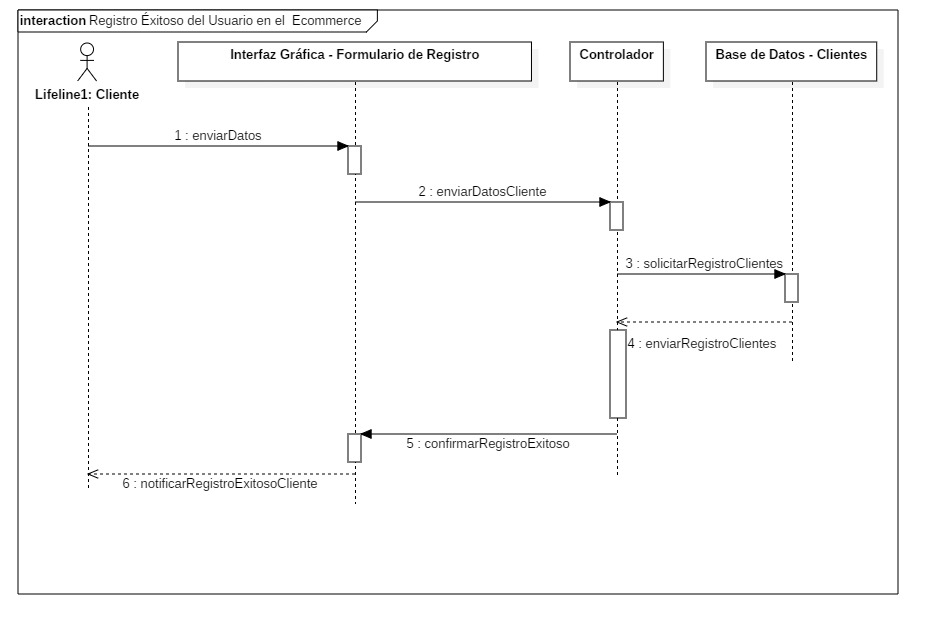 interaction Registro Éxitoso del Usuario en el Ecommerce
Interfaz Gráfica - Formulario de Registro
Controlador
Base de Datos - Clientes
Lifeline1: Cliente
1 : enviarDatos
2 : enviarDatosCliente
3 : solicitarRegistroClientes
4 : enviarRegistroClientes
5 : confirmarRegistroExitoso
6 : notificarRegistroExitosoCliente